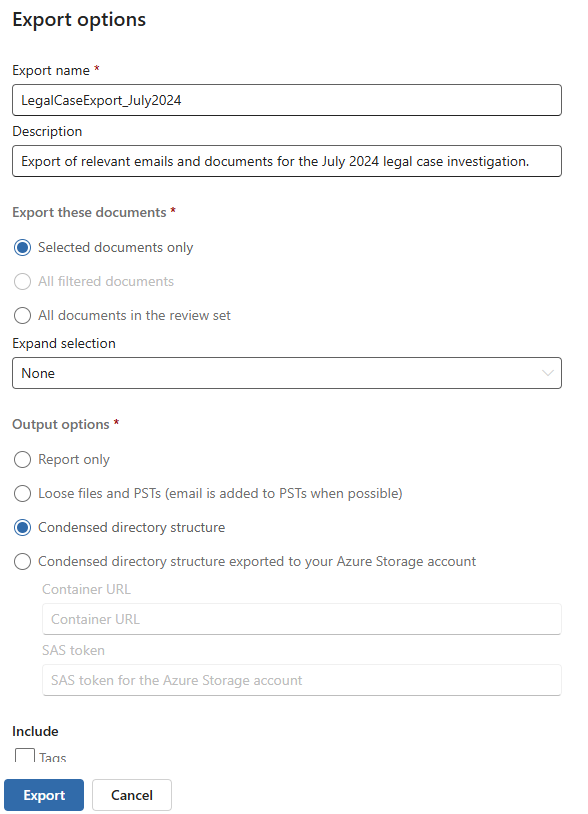 Export options
Export name *
LegalCaseExport_July2024
Description
Export of relevant emails and documents for the July 2024 legal case investigation.
Export these documents *
Selected documents only
All filtered documents
All documents in the review set
Expand selection
None
Output options *
Report only
Loose files and PSTs (email is added to PSTs when possible)
Condensed directory structure
Condensed directory structure exported to your Azure Storage account
Container URL
Container URL
SAS token
SAS token for the Azure Storage account
Include
Tags
Export
Cancel